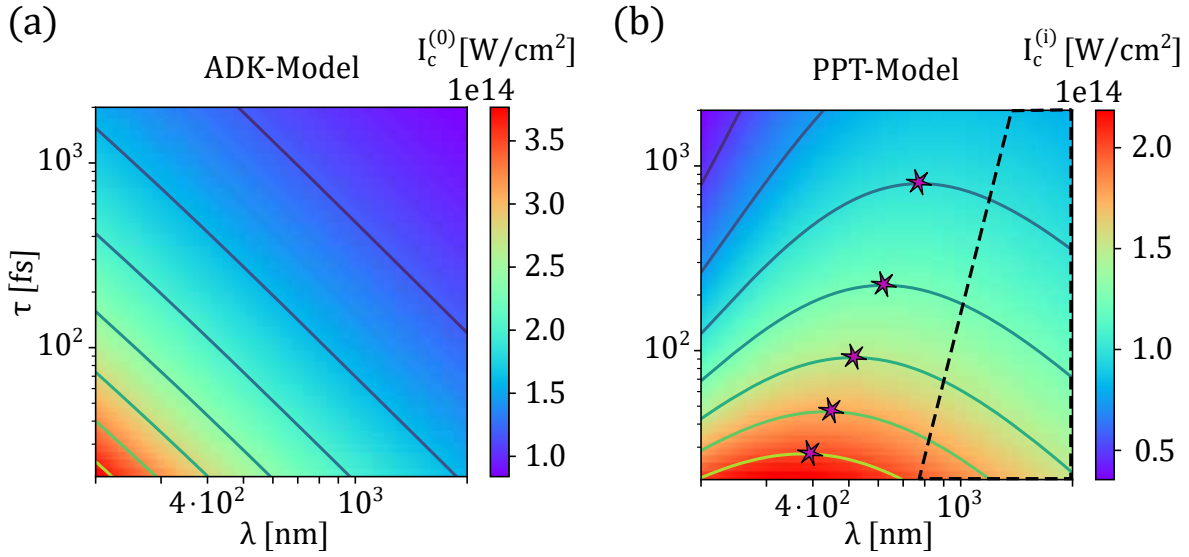 (a)
ADK-Model
I_c^(0) [W/cm²]
1e14
3.5
3.0
2.5
2.0
1.5
1.0
10³
10²
τ [fs]
4·10²
10³
λ [nm]
(b)
PPT-Model
I_c^(i) [W/cm²]
1e14
2.0
1.5
1.0
0.5
10³
10²
4·10²
10³
λ [nm]